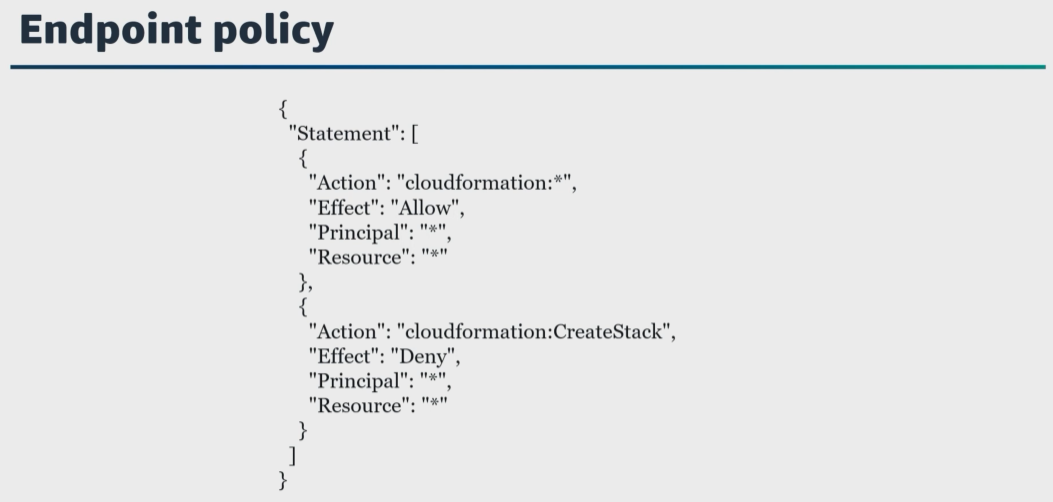 Endpoint policy
{
"Statement": [
{
"Action": "cloudformation:*",
"Effect": "Allow",
"Principal": "*",
"Resource": "*"
},
{
"Action": "cloudformation:CreateStack",
"Effect": "Deny",
"Principal": "*",
"Resource": "*"
}
]
}